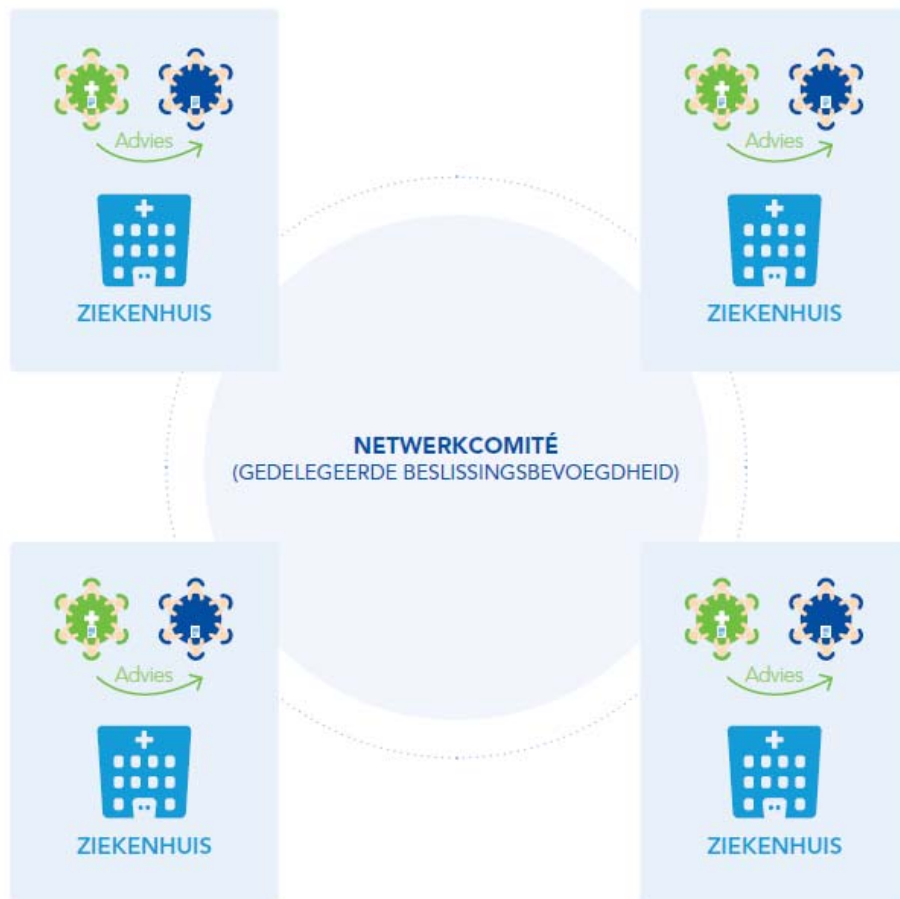 Advies
ZIEKENHUIS
Advies
ZIEKENHUIS
NETWERKCOMITÉ
(GEDELEGEERDE BESLISSINGSBEVOEGDHEID)
Advies
ZIEKENHUIS
Advies
ZIEKENHUIS